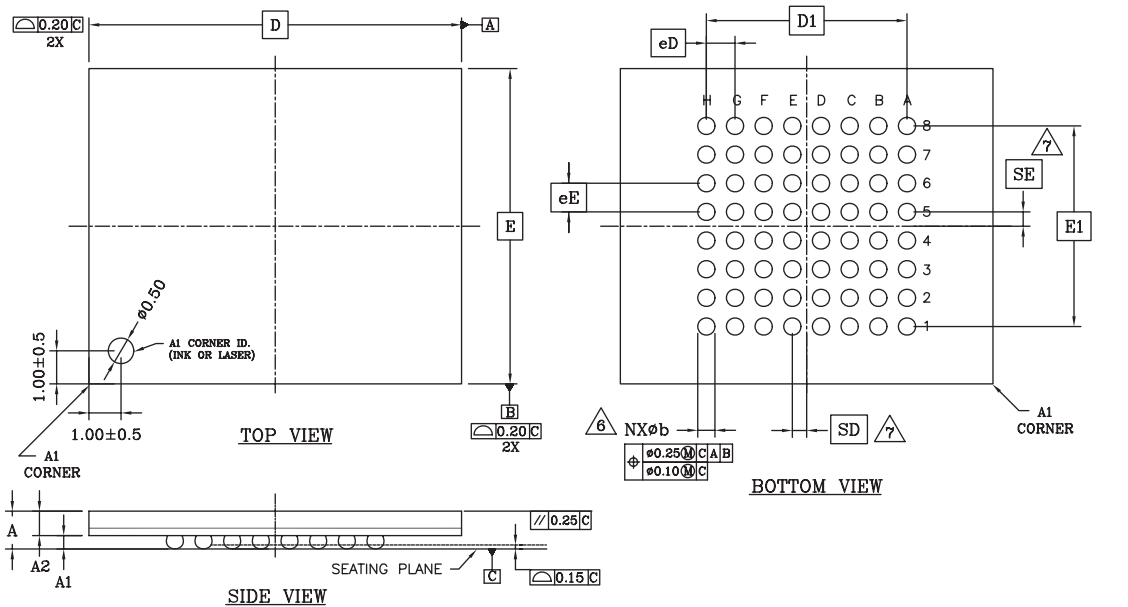 ⌓ 0.20 C
2X
D
A
E
ø0.50
A1 CORNER ID.
(INK OR LASER)
1.00±0.5
1.00±0.5
A1
CORNER
TOP VIEW
B
⌓ 0.20 C
2X
D1
eD
H G F E D C B A
8
7
6
5
4
3
2
1
7
SE
eE
E1
6 NXøb
SD 7
⌖ ø0.25Ⓜ C A B
ø0.10Ⓜ C
A1
CORNER
BOTTOM VIEW
A
A2
A1
// 0.25 C
SEATING PLANE
C
⌓ 0.15 C
SIDE VIEW